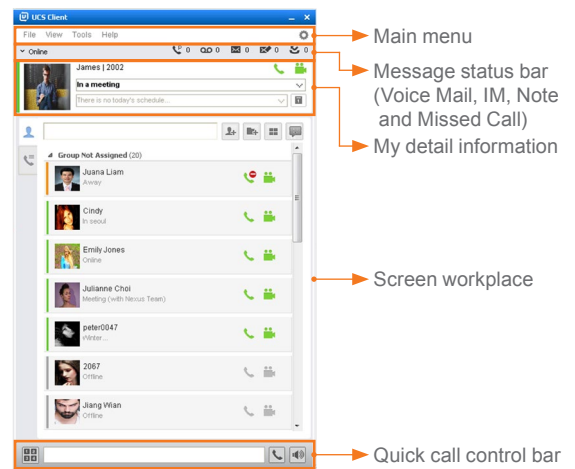 UCS Client
File View Tools Help
Main menu
Online
0 0 0 0 0
Message status bar
(Voice Mail, IM, Note
and Missed Call)
James | 2002
In a meeting
There is no today's schedule...
My detail information
Group Not Assigned (20)
Juana Liam
Away
Cindy
In seoul
Emily Jones
Online
Julianne Choi
Meeting (with Nexus Team)
Screen workplace
peter0047
Winter...
2067
Offline
Jiang Wian
Offline
Quick call control bar